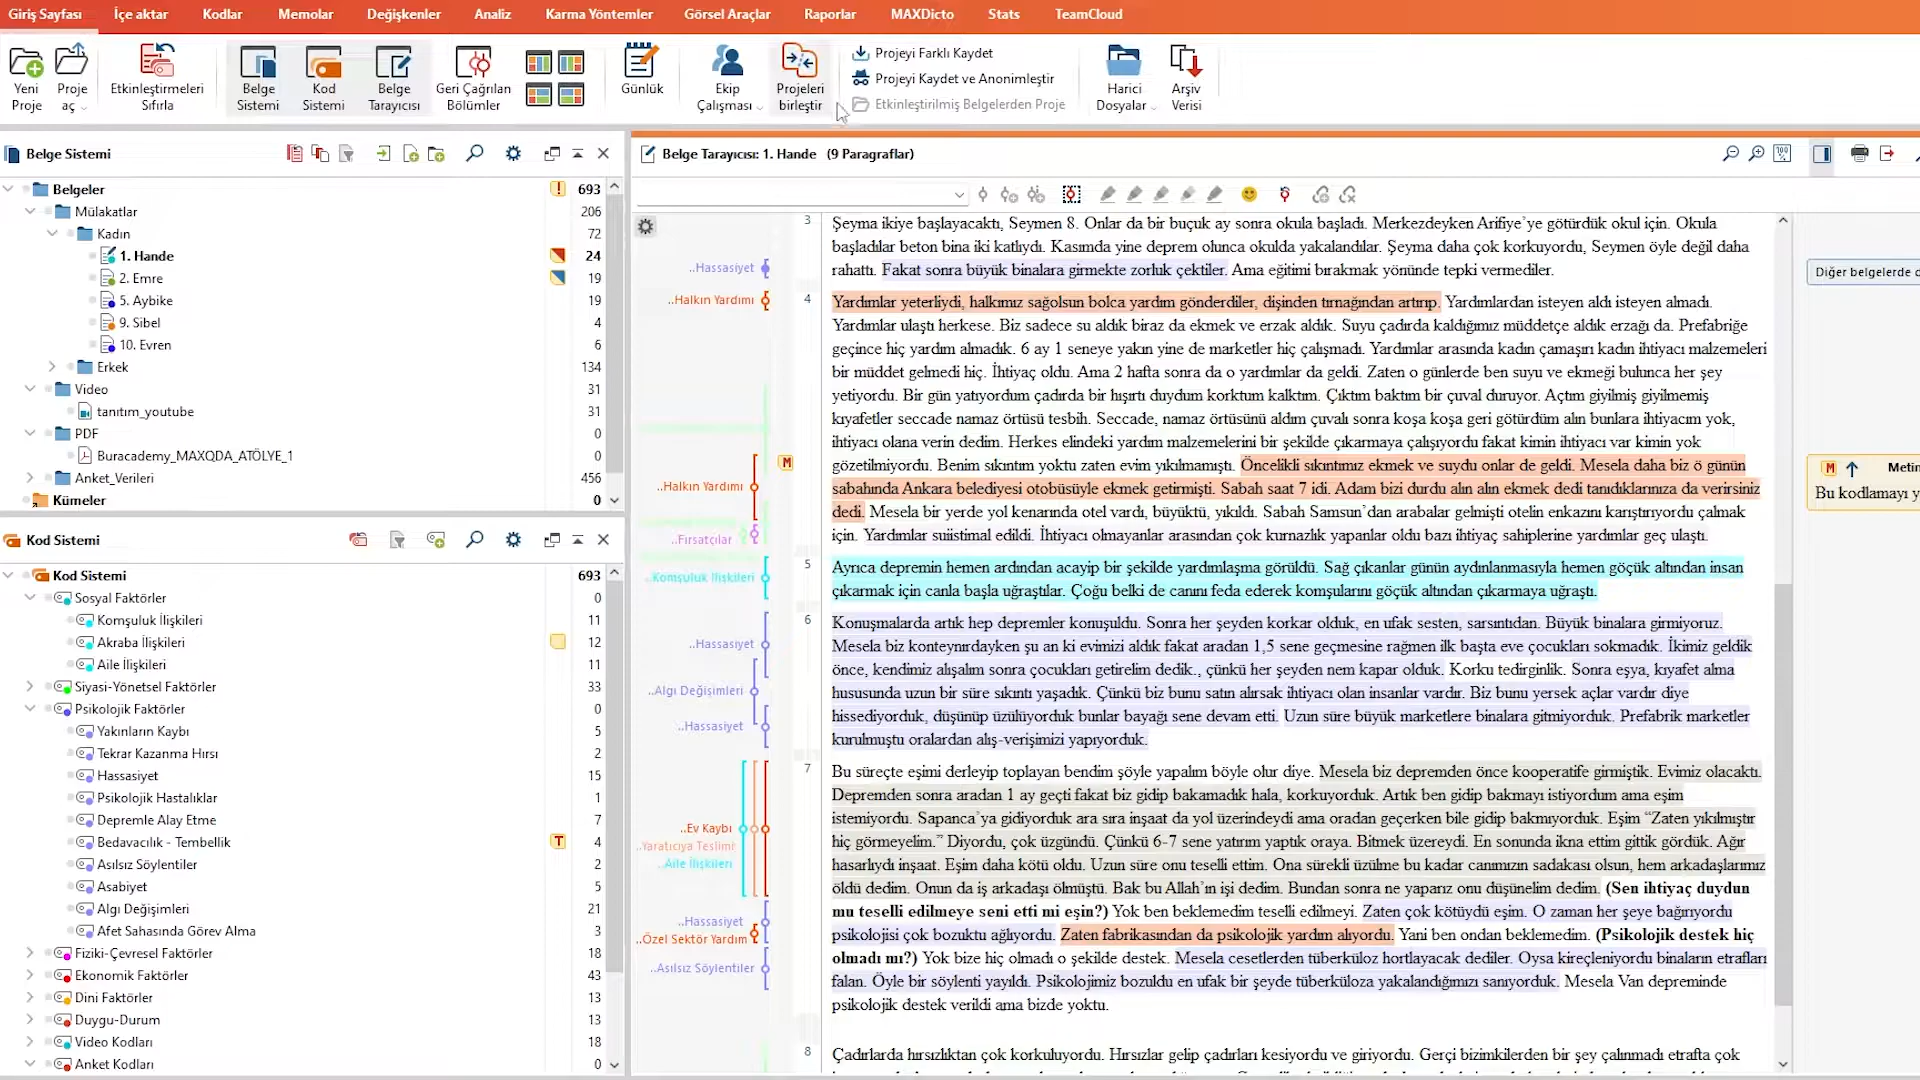 Giriş Sayfası İçe aktar Kodlar Memolar Değişkenler Analiz Karma Yöntemler Görsel Araçlar Raporlar MAXDicto Stats TeamCloud
Yeni Proje
Proje aç
Etkinleştirmeleri Sıfırla
Belge Sistemi
Kod Sistemi
Belge Tarayıcısı
Geri Çağrılan Bölümler
Günlük
Ekip Çalışması
Projeleri birleştir
Projeyi Farklı Kaydet
Projeyi Kaydet ve Anonimleştir
Etkinleştirilmiş Belgelerden Proje
Harici Dosyalar
Arşiv Verisi
Belge Sistemi
Belgeler 693
Mülakatlar 206
Kadın 72
1. Hande 24
2. Emre 19
5. Aybike 19
9. Sibel 4
10. Evren 6
Erkek 134
Video 31
tanıtım_youtube 31
PDF 0
Buracademy_MAXQDA_ATÖLYE_1 0
Anket_Verileri 456
Kümeler 0
Kod Sistemi
Kod Sistemi 693
Sosyal Faktörler 0
Komşuluk İlişkileri 11
Akraba İlişkileri 12
Aile İlişkileri 11
Siyasi-Yönetsel Faktörler 33
Psikolojik Faktörler 0
Yakınların Kaybı 5
Tekrar Kazanma Hırsı 2
Hassasiyet 15
Psikolojik Hastalıklar 1
Depremle Alay Etme 7
Bedavacılık - Tembellik T 4
Asılsız Söylentiler 2
Asabiyet 5
Algı Değişimleri 21
Afet Sahasında Görev Alma 3
Fiziki-Çevresel Faktörler 18
Ekonomik Faktörler 43
Dini Faktörler 13
Duygu-Durum 13
Video Kodları 18
Anket Kodları 0
Belge Tarayıcısı: 1. Hande (9 Paragraflar)
..Hassasiyet
..Halkın Yardımı
..Halkın Yardımı
M
..Fırsatçılar
..Komşuluk İlişkileri
..Hassasiyet
..Algı Değişimleri
..Hassasiyet
..Ev Kaybı
..Yaratıcıya Teslimi
..Aile İlişkileri
..Hassasiyet
..Özel Sektör Yardım
..Asılsız Söylentiler
3 Şeyma ikiye başlayacaktı, Seymen 8. Onlar da bir buçuk ay sonra okula başladı. Merkezdeyken Arifiye’ye götürdük okul için. Okula
başladılar beton bina iki katlıydı. Kasımda yine deprem olunca okulda yakalandılar. Şeyma daha çok korkuyordu, Seymen öyle değil daha
rahattı. Fakat sonra büyük binalara girmekte zorluk çektiler. Ama eğitimi bırakmak yönünde tepki vermediler.
4 Yardımlar yeterliydi, halkımız sağolsun bolca yardım gönderdiler, dişinden tırnağından artırıp. Yardımlardan isteyen aldı isteyen almadı.
Yardımlar ulaştı herkese. Biz sadece su aldık biraz da ekmek ve erzak aldık. Suyu çadırda kaldığımız müddetçe aldık erzağı da. Prefabriğe
geçince hiç yardım almadık. 6 ay 1 seneye yakın yine de marketler hiç çalışmadı. Yardımlar arasında kadın çamaşırı kadın ihtiyacı malzemeleri
bir müddet gelmedi hiç. İhtiyaç oldu. Ama 2 hafta sonra da o yardımlar da geldi. Zaten o günlerde ben suyu ve ekmeği bulunca her şey
yetiyordu. Bir gün yatıyordum çadırda bir hışırtı duydum korktum kalktım. Çıktım baktım bir çuval duruyor. Açtım giyilmiş giyilmemiş
kıyafetler seccade namaz örtüsü tesbih. Seccade, namaz örtüsünü aldım çuvalı sonra koşa koşa geri götürdüm alın bunlara ihtiyacım yok,
ihtiyacı olana verin dedim. Herkes elindeki yardım malzemelerini bir şekilde çıkarmaya çalışıyordu fakat kimin ihtiyacı var kimin yok
gözetilmiyordu. Benim sıkıntım yoktu zaten evim yıkılmamıştı. Öncelikli sıkıntımız ekmek ve suydu onlar de geldi. Mesela daha biz o günün
sabahında Ankara belediyesi otobüsüyle ekmek getirmişti. Sabah saat 7 idi. Adam bizi durdu alın alın ekmek dedi tanıdıklarınıza da verirsiniz
dedi. Mesela bir yerde yol kenarında otel vardı, büyüktü, yıkıldı. Sabah Samsun’dan arabalar gelmişti otelin enkazını karıştırıyordu çalmak
için. Yardımlar suiistimal edildi. İhtiyacı olmayanlar arasından çok kurnazlık yapanlar oldu bazı ihtiyaç sahiplerine yardımlar geç ulaştı.
5 Ayrıca depremin hemen ardından acayip bir şekilde yardımlaşma görüldü. Sağ çıkanlar günün aydınlanmasıyla hemen göçük altından insan
çıkarmak için canla başla uğraştılar. Çoğu belki de canını feda ederek komşularını göçük altından çıkarmaya uğraştı.
6 Konuşmalarda artık hep depremler konuşuldu. Sonra her şeyden korkar olduk, en ufak sesten, sarsıntıdan. Büyük binalara girmiyoruz.
Mesela biz konteynırdayken şu an ki evimizi aldık fakat aradan 1,5 sene geçmesine rağmen ilk başta eve çocukları sokmadık. İkimiz geldik
önce, kendimiz alışalım sonra çocukları getirelim dedik., çünkü her şeyden nem kapar olduk. Korku tedirginlik. Sonra eşya, kıyafet alma
hususunda uzun bir süre sıkıntı yaşadık. Çünkü biz bunu satın alırsak ihtiyacı olan insanlar vardır. Biz bunu yersek açlar vardır diye
hissediyorduk, düşünüp üzülüyorduk bunlar bayağı sene devam etti. Uzun süre büyük marketlere binalara gitmiyorduk. Prefabrik marketler
kurulmuştu oralardan alış-verişimizi yapıyorduk.
7 Bu süreçte eşimi derleyip toplayan bendim şöyle yapalım böyle olur diye. Mesela biz depremden önce kooperatife girmiştik. Evimiz olacaktı.
Depremden sonra aradan 1 ay geçti fakat biz gidip bakamadık hala, korkuyorduk. Artık ben gidip bakmayı istiyordum ama eşim
istemiyordu. Sapanca’ya gidiyorduk ara sıra inşaat da yol üzerindeydi ama oradan geçerken bile gidip bakmıyorduk. Eşim “Zaten yıkılmıştır
hiç görmeyelim.” Diyordu, çok üzgündü. Çünkü 6-7 sene yatırım yaptık oraya. Bitmek üzereydi. En sonunda ikna ettim gittik gördük. Ağır
hasarlıydı inşaat. Eşim daha kötü oldu. Uzun süre onu teselli ettim. Ona sürekli üzülme bu kadar canımızın sadakası olsun, hem arkadaşlarımız
öldü dedim. Onun da iş arkadaşı ölmüştü. Bak bu Allah’ın işi dedim. Bundan sonra ne yaparız onu düşünelim dedim. (Sen ihtiyaç duydun
mu teselli edilmeye seni etti mi eşin?) Yok ben beklemedim teselli edilmeyi. Zaten çok kötüydü eşim. O zaman her şeye bağırıyordu
psikolojisi çok bozuktu ağlıyordu. Zaten fabrikasından da psikolojik yardım alıyordu. Yani ben ondan beklemedim. (Psikolojik destek hiç
olmadı mı?) Yok bize hiç olmadı o şekilde destek. Mesela cesetlerden tüberküloz hortlayacak dediler. Oysa kireçleniyordu binaların etrafları
falan. Öyle bir söylenti yayıldı. Psikolojimiz bozuldu en ufak bir şeyde tüberküloza yakalandığımızı sanıyorduk. Mesela Van depreminde
psikolojik destek verildi ama bizde yoktu.
8 Çadırlarda hırsızlıktan çok korkuluyordu. Hırsızlar gelip çadırları kesiyordu ve giriyordu. Gerçi bizimkilerden bir şey çalınmadı etrafta çok
Diğer belgelerde
M Metin
Bu kodlamayı y